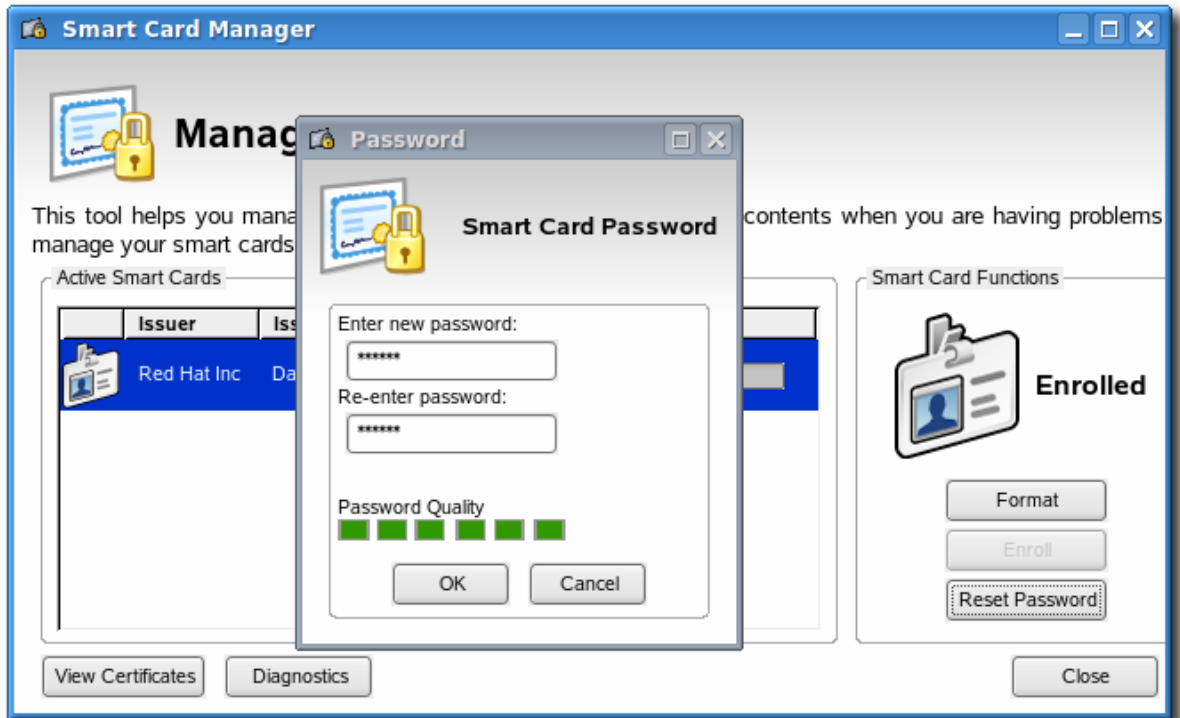 Smart Card Manager
Manag
Password
Smart Card Password
This tool helps you mana contents when you are having problems
manage your smart cards
Active Smart Cards
Issuer Iss
Red Hat Inc Da
Enter new password:
******
Re-enter password:
******
Password Quality
OK Cancel
Smart Card Functions
Enrolled
Format
Enroll
Reset Password
View Certificates Diagnostics Close